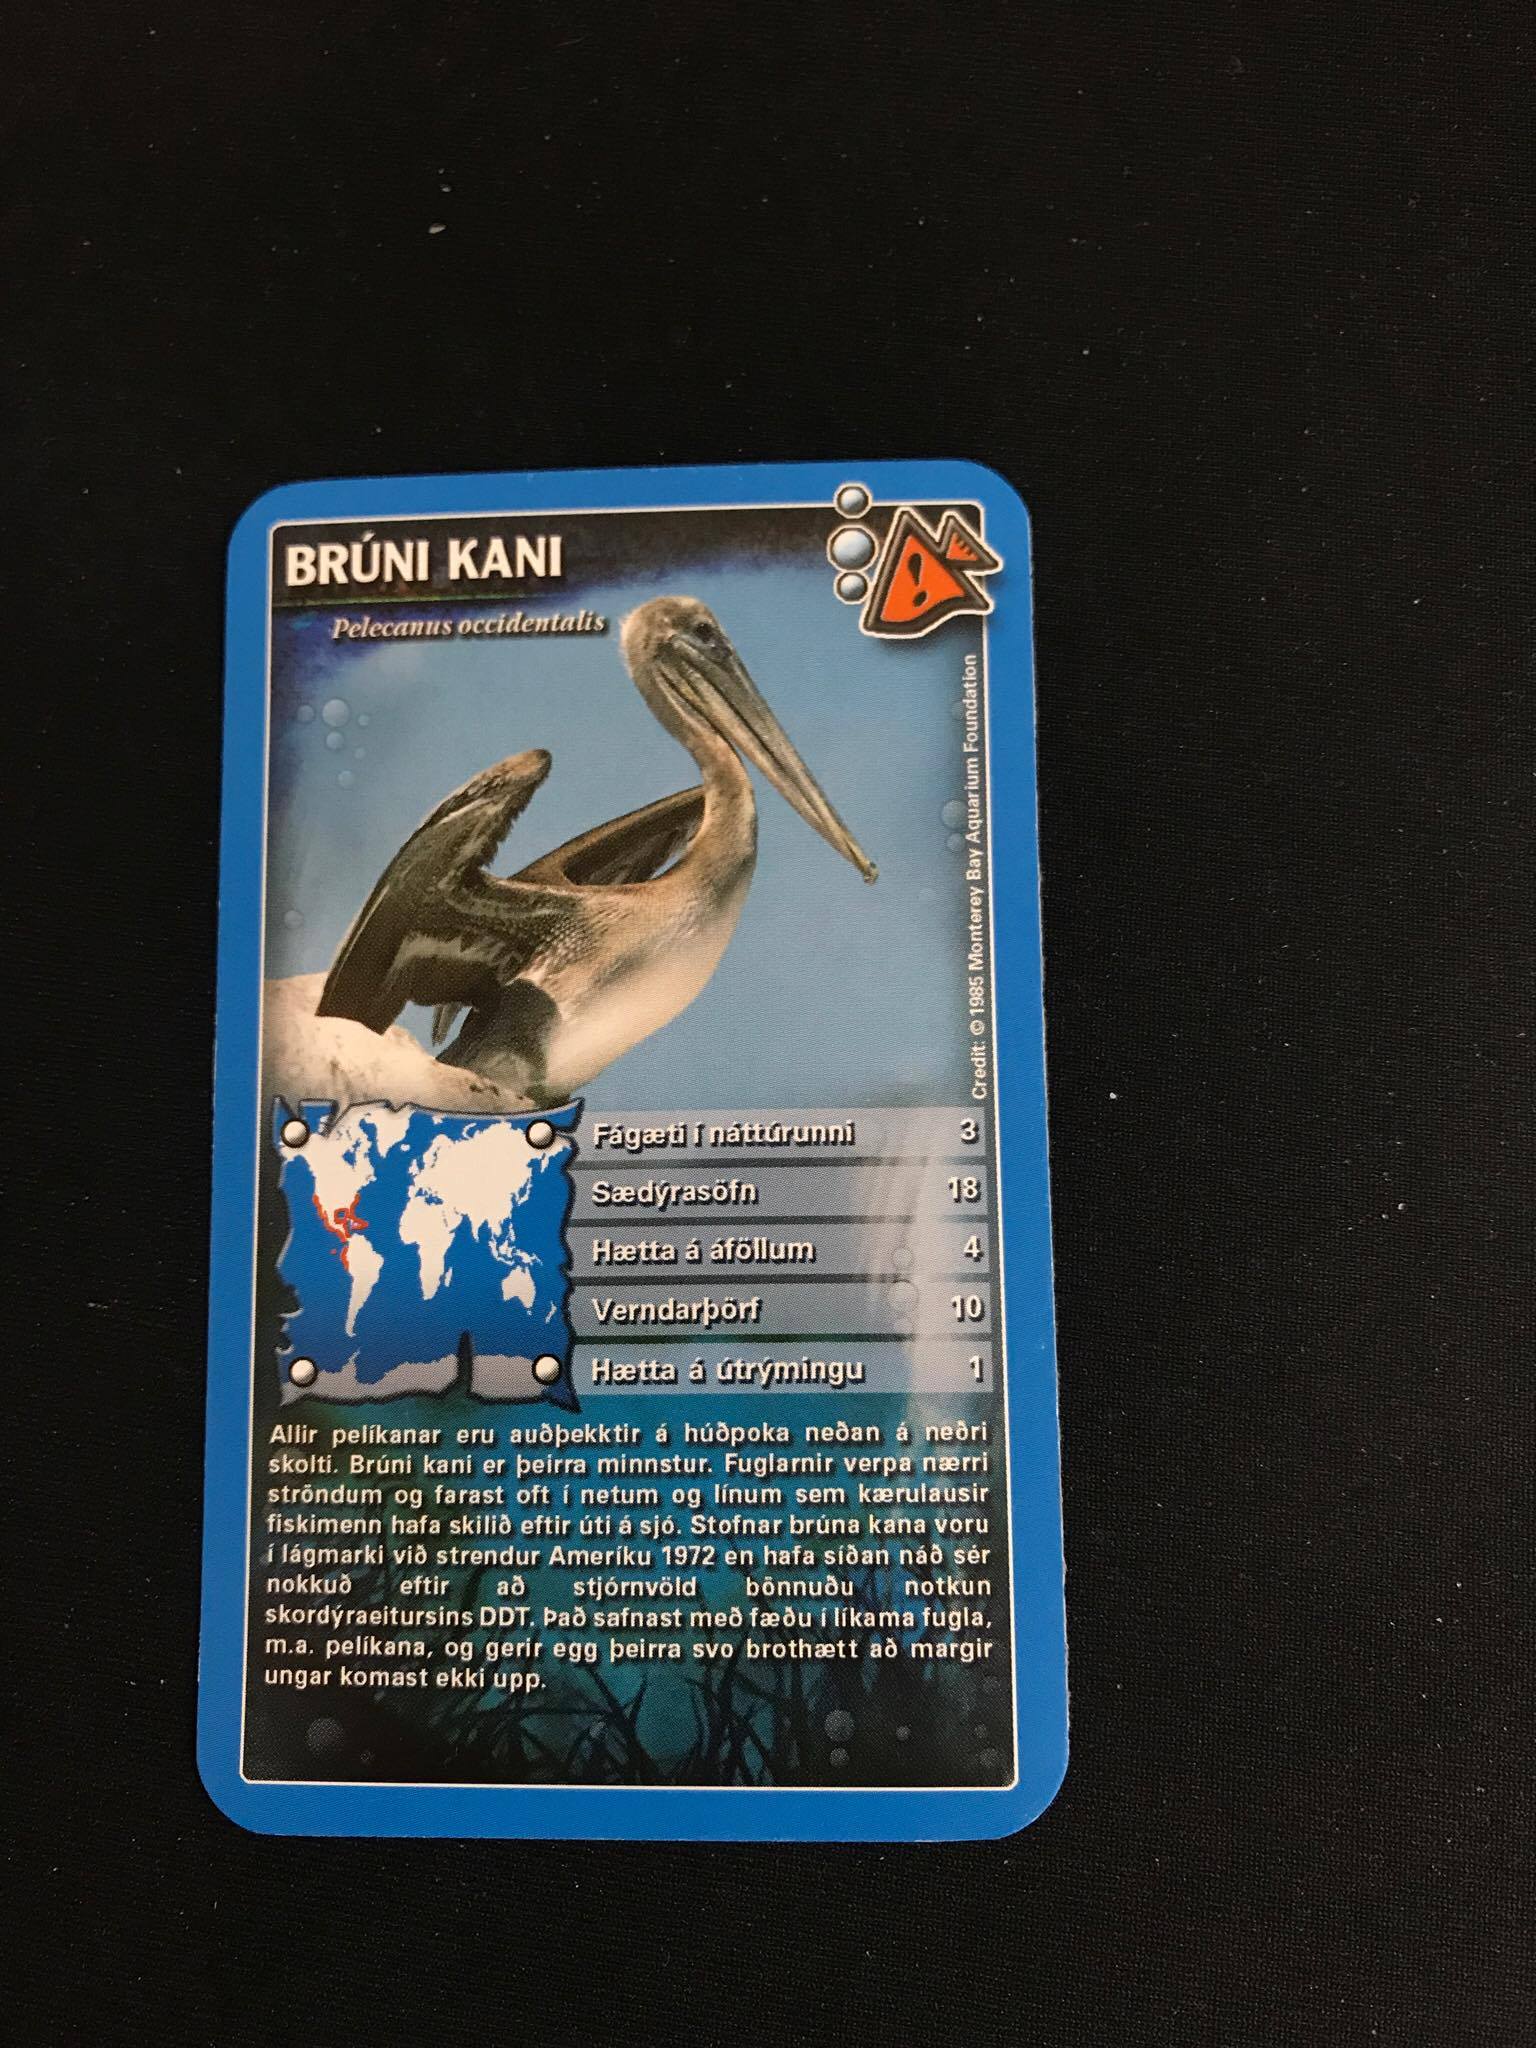 BRÚNI KANI
Pelecanus occidentalis
Credit: © 1985 Monterey Bay Aquarium Foundation
Fágæti í náttúrunni 3
Sædýrasöfn 18
Hætta á áföllum 4
Verndarþörf 10
Hætta á útrýmingu 1
Allir pelíkanar eru auðþekktir á húðpoka neðan á neðri
skolti. Brúni kani er þeirra minnstur. Fuglarnir verpa nærri
ströndum og farast oft í netum og línum sem kærulausir
fiskimenn hafa skilið eftir úti á sjó. Stofnar brúna kana voru
í lágmarki við strendur Ameríku 1972 en hafa síðan náð sér
nokkuð eftir að stjórnvöld bönnuðu notkun
skordýraeitursins DDT. Það safnast með fæðu í líkama fugla,
m.a. pelíkana, og gerir egg þeirra svo brothætt að margir
ungar komast ekki upp.